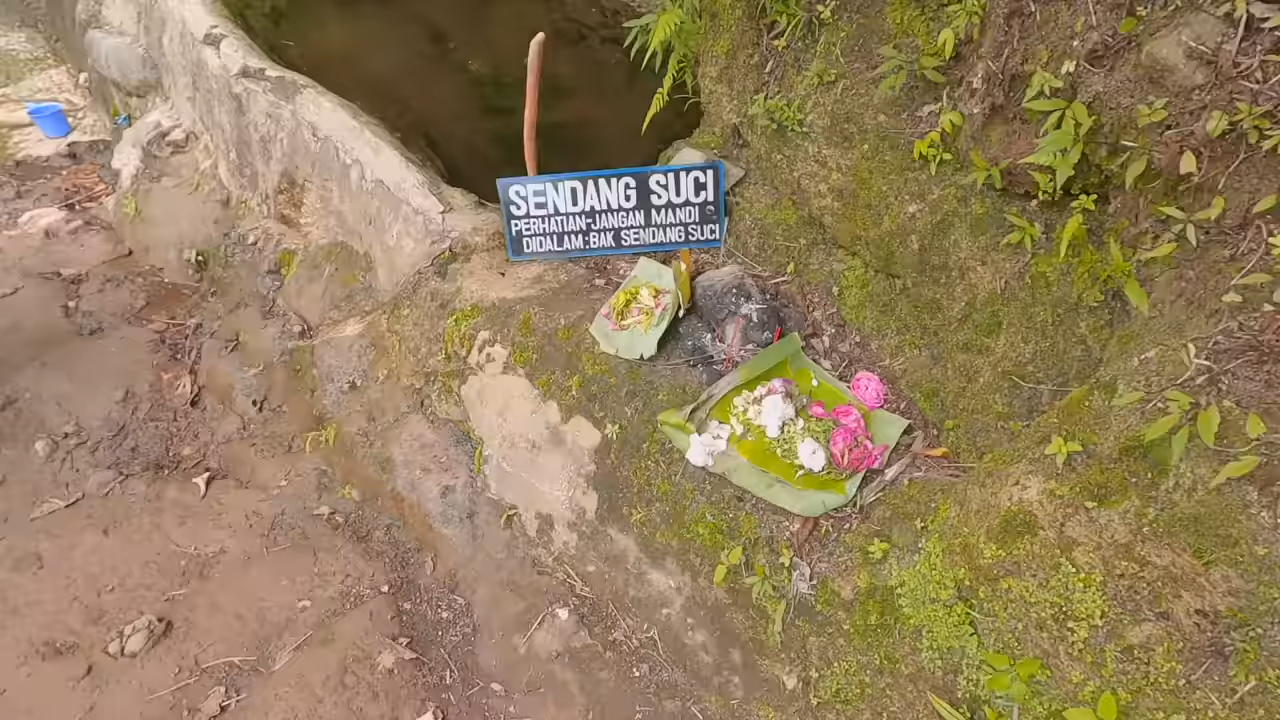 SENDANG SUCI
PERHATIAN-JANGAN MANDI
DIDALAM:BAK SENDANG SUCI